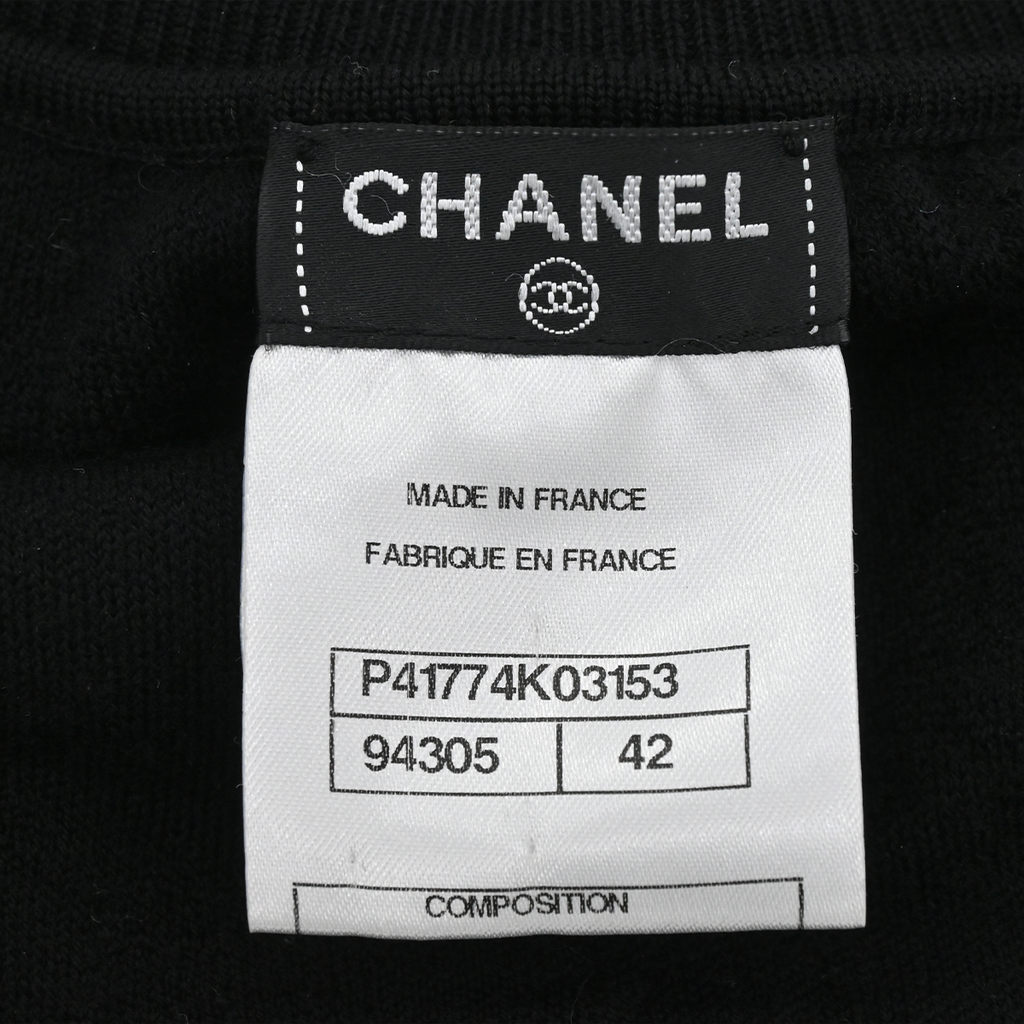 CHANEL
MADE IN FRANCE
FABRIQUE EN FRANCE
P41774K03153
94305 42
COMPOSITION